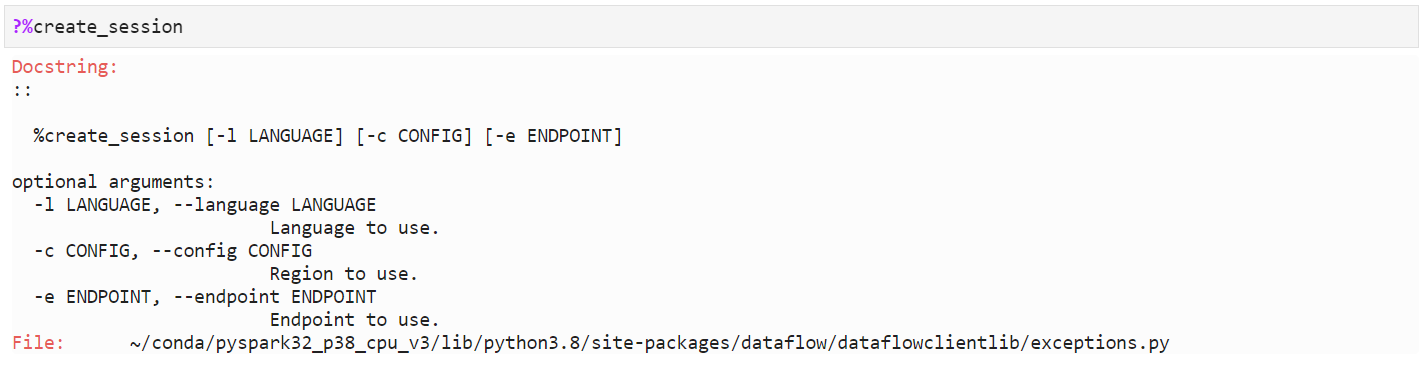 ?%create_session
Docstring:
::
%create_session [-l LANGUAGE] [-c CONFIG] [-e ENDPOINT]
optional arguments:
-l LANGUAGE, --language LANGUAGE
Language to use.
-c CONFIG, --config CONFIG
Region to use.
-e ENDPOINT, --endpoint ENDPOINT
Endpoint to use.
File: ~/conda/pyspark32_p38_cpu_v3/lib/python3.8/site-packages/dataflow/dataflowclientlib/exceptions.py